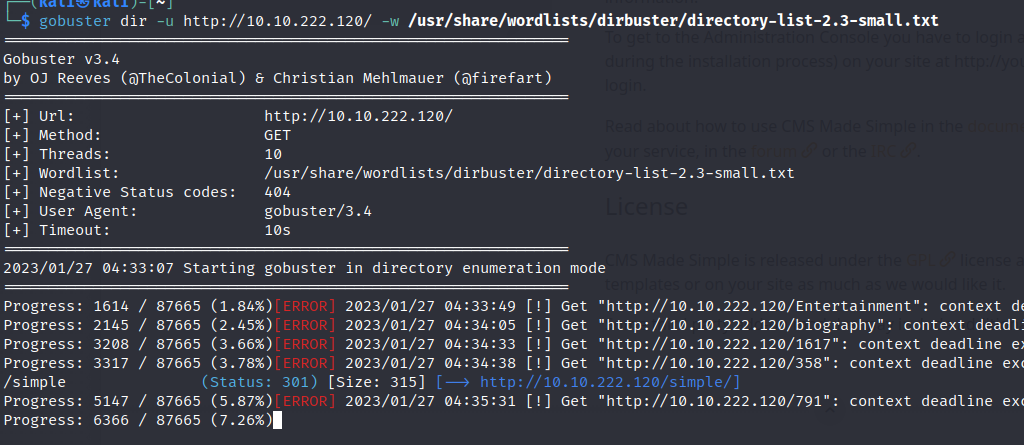 (kali㉿kali)-[~]
$ gobuster dir -u http://10.10.222.120/ -w /usr/share/wordlists/dirbuster/directory-list-2.3-small.txt
Gobuster v3.4
by OJ Reeves (@TheColonial) & Christian Mehlmauer (@firefart)
[+] Url: http://10.10.222.120/
[+] Method: GET
[+] Threads: 10
[+] Wordlist: /usr/share/wordlists/dirbuster/directory-list-2.3-small.txt
[+] Negative Status codes: 404
[+] User Agent: gobuster/3.4
[+] Timeout: 10s
2023/01/27 04:33:07 Starting gobuster in directory enumeration mode
Progress: 1614 / 87665 (1.84%)[ERROR] 2023/01/27 04:33:49 [!] Get "http://10.10.222.120/Entertainment": context dea
Progress: 2145 / 87665 (2.45%)[ERROR] 2023/01/27 04:34:05 [!] Get "http://10.10.222.120/biography": context deadli
Progress: 3208 / 87665 (3.66%)[ERROR] 2023/01/27 04:34:33 [!] Get "http://10.10.222.120/1617": context deadline ex
Progress: 3317 / 87665 (3.78%)[ERROR] 2023/01/27 04:34:38 [!] Get "http://10.10.222.120/358": context deadline exc
/simple (Status: 301) [Size: 315] [--> http://10.10.222.120/simple/]
Progress: 5147 / 87665 (5.87%)[ERROR] 2023/01/27 04:35:31 [!] Get "http://10.10.222.120/791": context deadline exc
Progress: 6366 / 87665 (7.26%)
To get to the Administration Console you have to login a
during the installation process) on your site at http://you
login.
Read about how to use CMS Made Simple in the
your service, in the or the
License
CMS Made Simple is released under the license a
templates or on your site as much as we would like it.